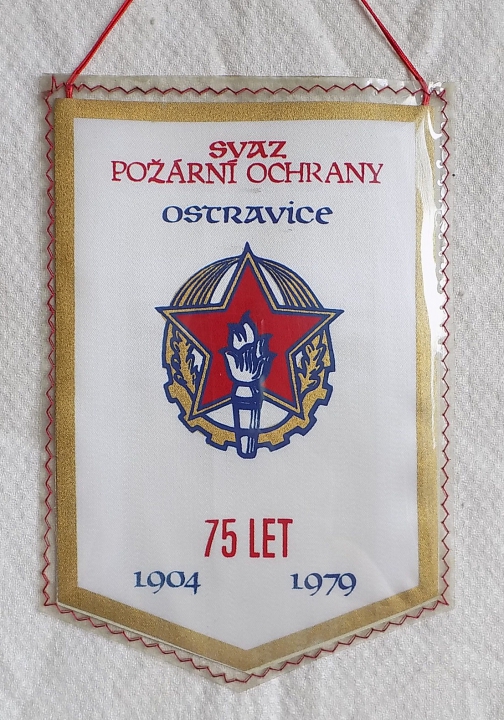 SVAZ
POŽÁRNÍ OCHRANY
OSTRAVICE
75 LET
1904 1979